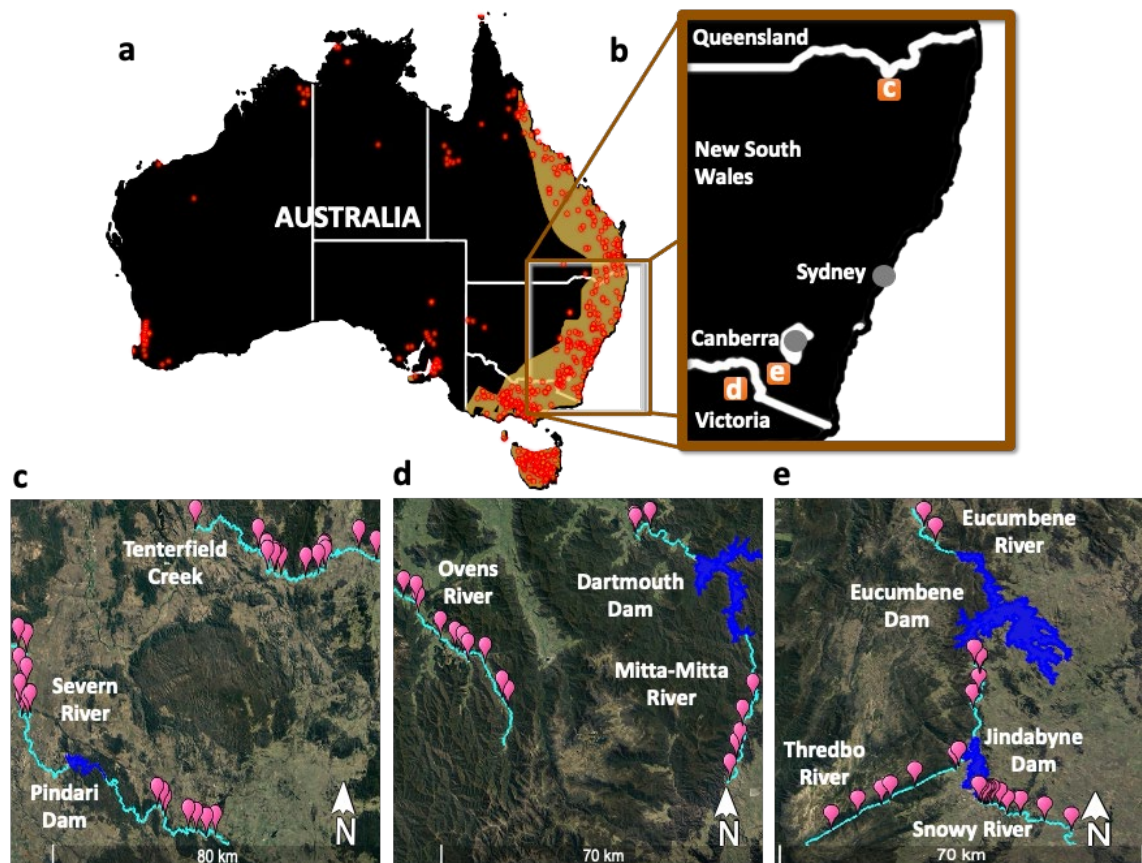 a
AUSTRALIA
b
Queensland
c
New South
Wales
Sydney
Canberra
e
d
Victoria
c
Tenterfield
Creek
Severn
River
Pindari
Dam
N
80 km
d
Ovens
River
Dartmouth
Dam
Mitta-Mitta
River
N
70 km
e
Eucumbene
River
Eucumbene
Dam
Thredbo
River
Jindabyne
Dam
Snowy River
N
70 km